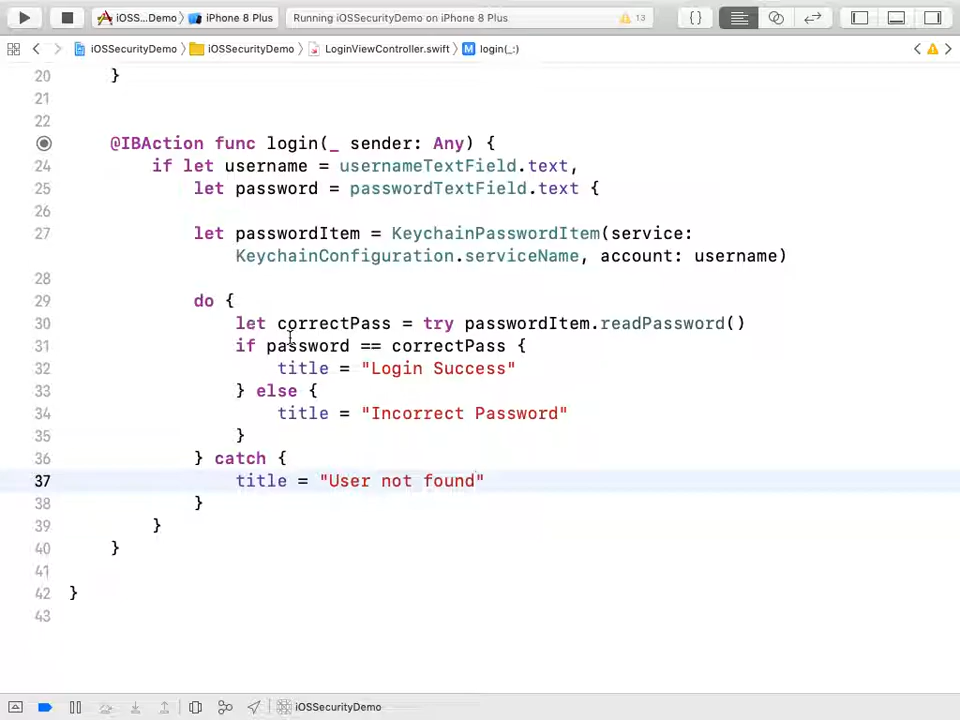 iOSS...Demo iPhone 8 Plus Running iOSSecurityDemo on iPhone 8 Plus 13 {}
iOSSecurityDemo iOSSecurityDemo LoginViewController.swift M login(_:)
20 }
21
22
@IBAction func login(_ sender: Any) {
24 if let username = usernameTextField.text,
25 let password = passwordTextField.text {
26
27 let passwordItem = KeychainPasswordItem(service:
KeychainConfiguration.serviceName, account: username)
28
29 do {
30 let correctPass = try passwordItem.readPassword()
31 if password == correctPass {
32 title = "Login Success"
33 } else {
34 title = "Incorrect Password"
35 }
36 } catch {
37 title = "User not found"
38 }
39 }
40 }
41
42 }
43
iOSSecurityDemo